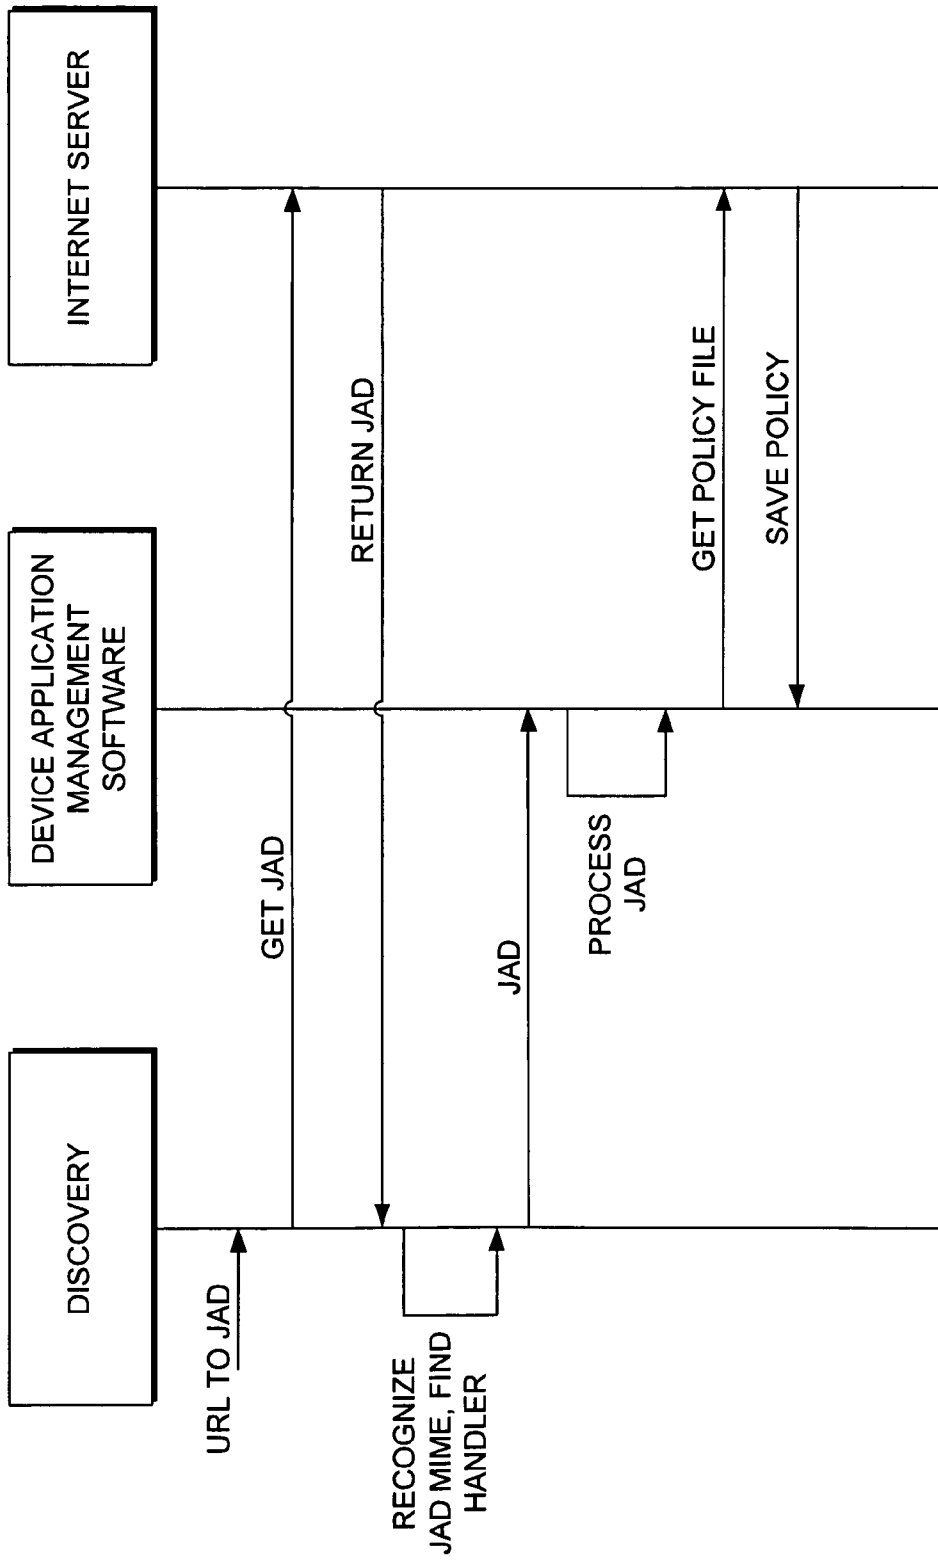 DISCOVERY
DEVICE APPLICATION
MANAGEMENT
SOFTWARE
INTERNET SERVER
URL TO JAD
GET JAD
RETURN JAD
RECOGNIZE
JAD MIME, FIND
HANDLER
JAD
PROCESS
JAD
GET POLICY FILE
SAVE POLICY